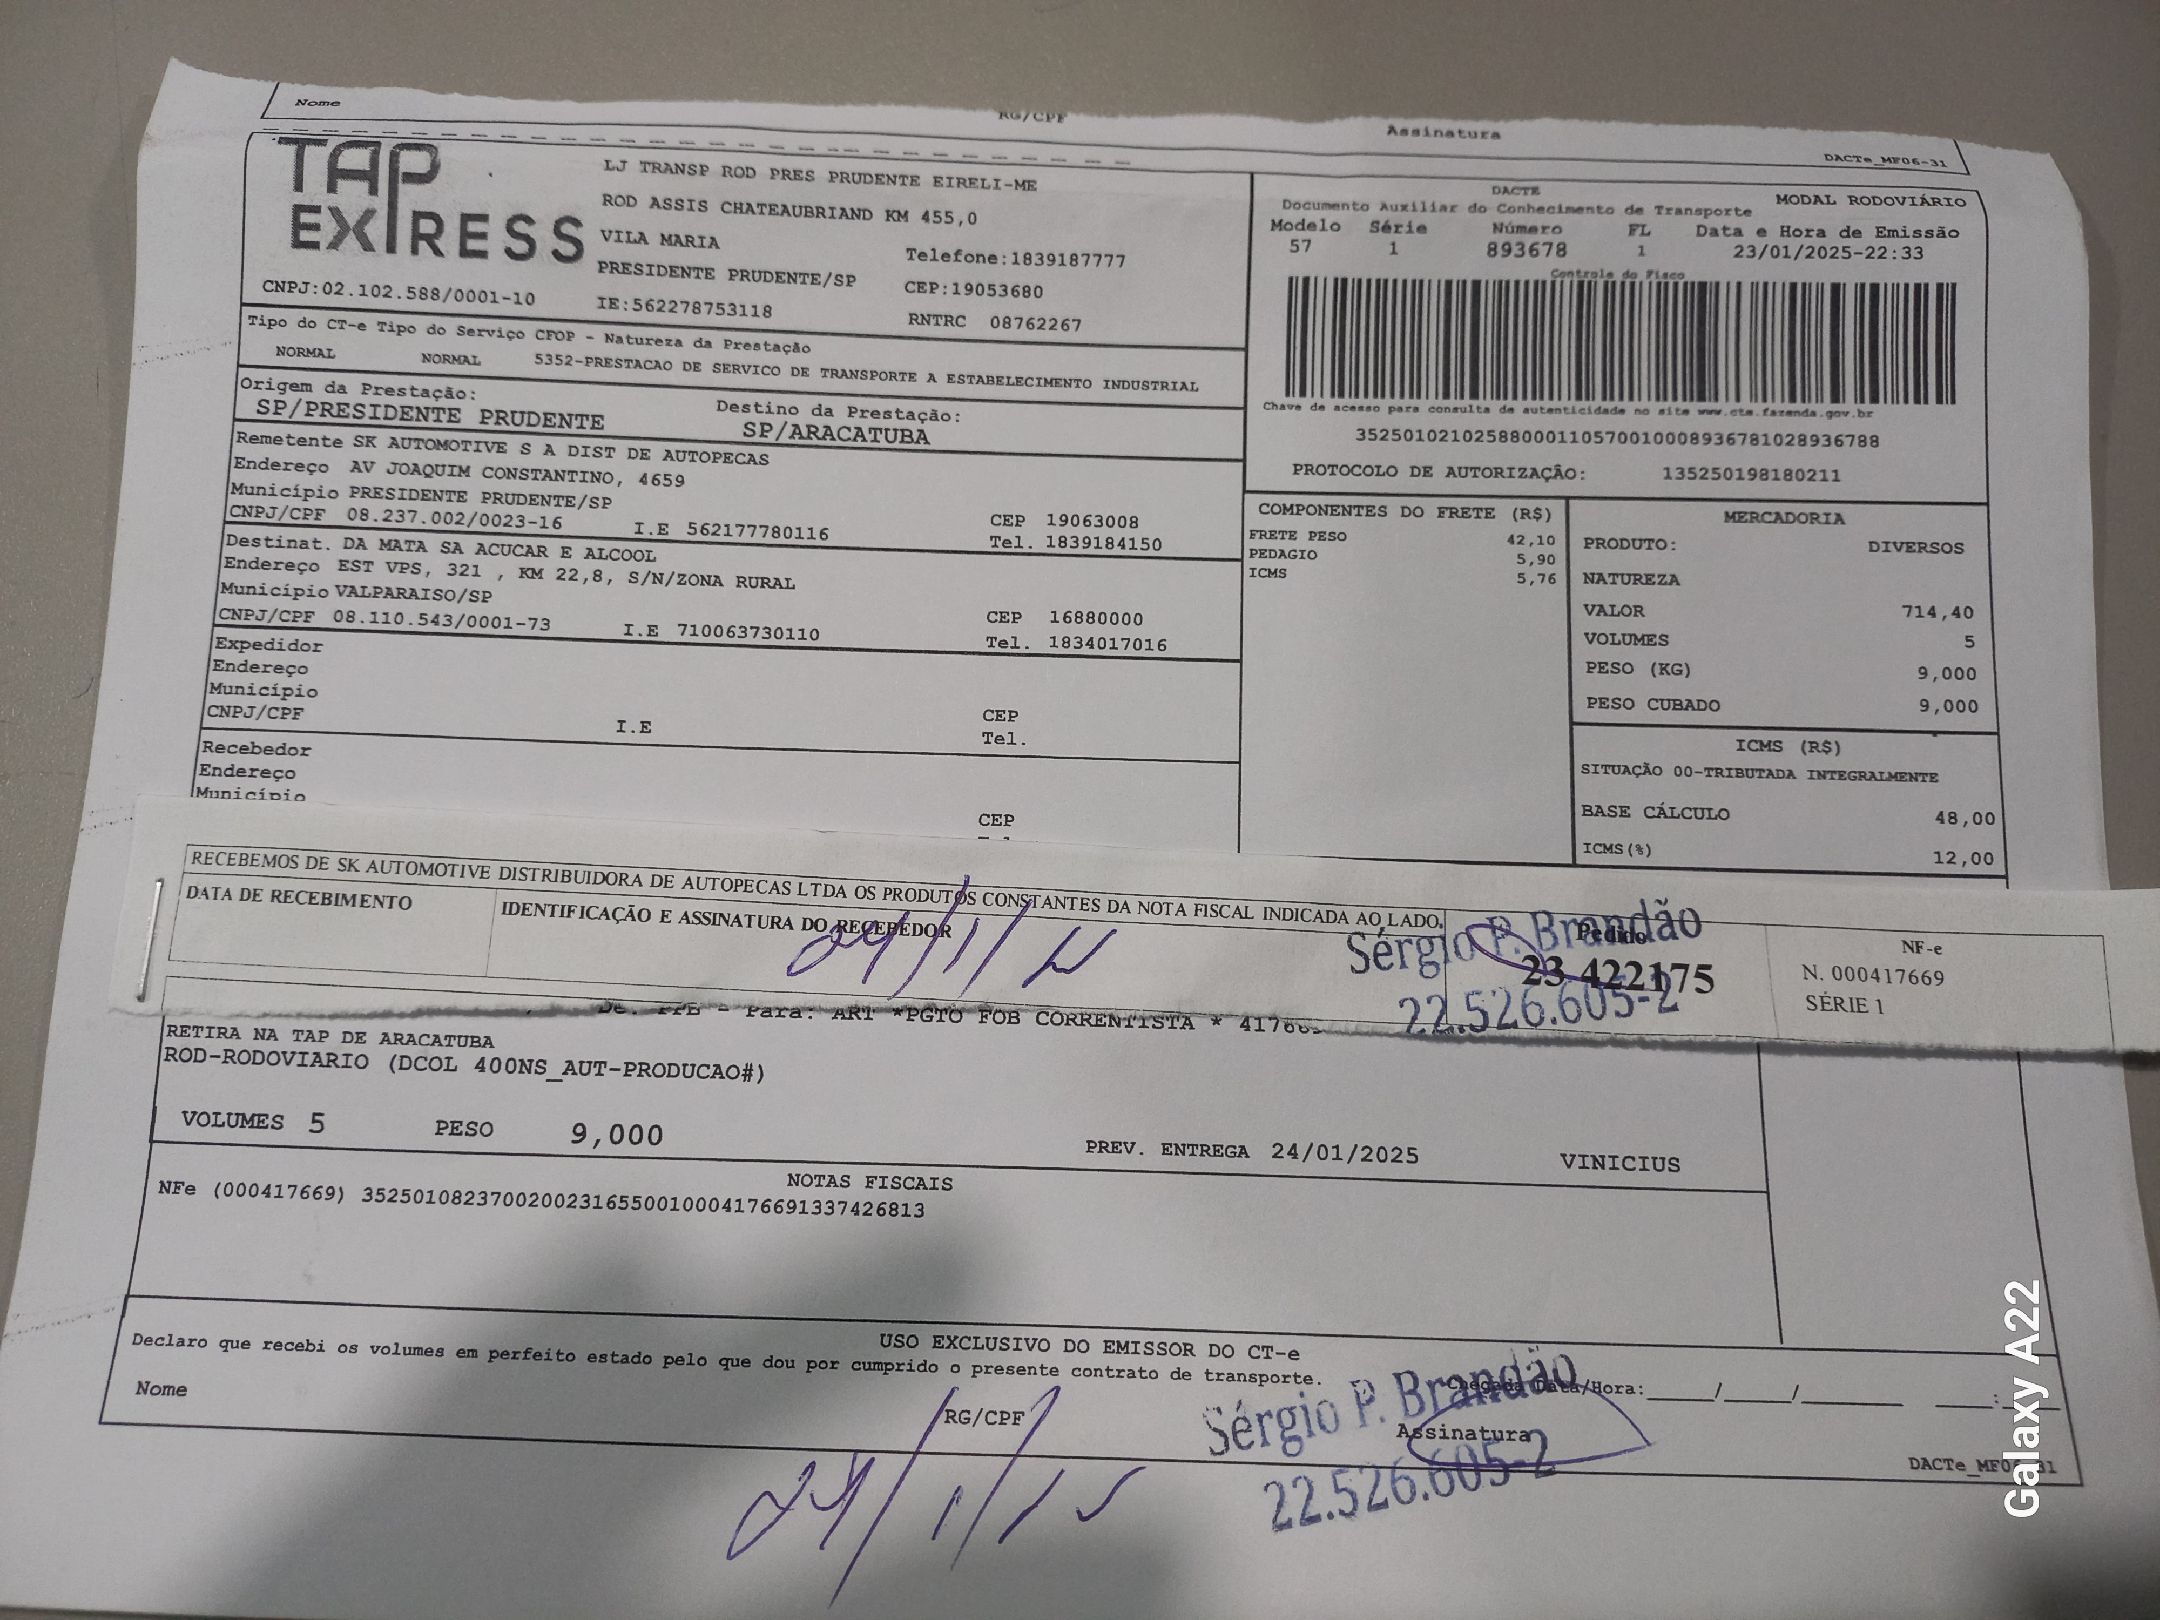 Nome RG/CPF Assinatura
DACTe_MF06-31
TAP EXPRESS
LJ TRANSP ROD PRES PRUDENTE EIRELI-ME
ROD ASSIS CHATEAUBRIAND KM 455,0
VILA MARIA
Telefone:1839187777
PRESIDENTE PRUDENTE/SP CEP:19053680
CNPJ:02.102.588/0001-10 IE:562278753118 RNTRC 08762267
DACTE MODAL RODOVIÁRIO
Documento Auxiliar do Conhecimento de Transporte
Modelo Série Número FL Data e Hora de Emissão
57 1 893678 1 23/01/2025-22:33
Controle do Fisco
Chave de acesso para consulta de autenticidade no site www.cte.fazenda.gov.br
35250102102588000110570010008936781028936788
PROTOCOLO DE AUTORIZAÇÃO: 135250198180211
Tipo do CT-e Tipo do Serviço CFOP - Natureza da Prestação
NORMAL NORMAL 5352-PRESTACAO DE SERVICO DE TRANSPORTE A ESTABELECIMENTO INDUSTRIAL
Origem da Prestação: Destino da Prestação:
SP/PRESIDENTE PRUDENTE SP/ARACATUBA
Remetente SK AUTOMOTIVE S A DIST DE AUTOPECAS
Endereço AV JOAQUIM CONSTANTINO, 4659
Município PRESIDENTE PRUDENTE/SP CEP 19063008
CNPJ/CPF 08.237.002/0023-16 I.E 562177780116 Tel. 1839184150
Destinat. DA MATA SA ACUCAR E ALCOOL
Endereço EST VPS, 321 , KM 22,8, S/N/ZONA RURAL
Município VALPARAISO/SP CEP 16880000
CNPJ/CPF 08.110.543/0001-73 I.E 710063730110 Tel. 1834017016
Expedidor
Endereço
Município CEP
CNPJ/CPF I.E Tel.
Recebedor
Endereço
Município CEP
COMPONENTES DO FRETE (R$)
FRETE PESO 42,10
PEDAGIO 5,90
ICMS 5,76
MERCADORIA
PRODUTO: DIVERSOS
NATUREZA
VALOR 714,40
VOLUMES 5
PESO (KG) 9,000
PESO CUBADO 9,000
ICMS (R$)
SITUAÇÃO 00-TRIBUTADA INTEGRALMENTE
BASE CÁLCULO 48,00
ICMS(%) 12,00
RECEBEMOS DE SK AUTOMOTIVE DISTRIBUIDORA DE AUTOPECAS LTDA OS PRODUTOS CONSTANTES DA NOTA FISCAL INDICADA AO LADO.
DATA DE RECEBIMENTO IDENTIFICAÇÃO E ASSINATURA DO RECEBEDOR
Pedido
23 422175
NF-e
N. 000417669
SÉRIE 1
Sérgio P. Brandão
22.526.605-2
- Para: ART *PGTO FOB CORRENTISTA *
RETIRA NA TAP DE ARACATUBA
ROD-RODOVIARIO (DCOL 400NS_AUT-PRODUCAO#)
VOLUMES 5 PESO 9,000 PREV. ENTREGA 24/01/2025 VINICIUS
NOTAS FISCAIS
NFe (000417669) 35250108237002002316550010004176691337426813
USO EXCLUSIVO DO EMISSOR DO CT-e
Declaro que recebi os volumes em perfeito estado pelo que dou por cumprido o presente contrato de transporte.
Chegada Data/Hora:_____/_____/_______ ___:___
Nome RG/CPF Assinatura
Sérgio P. Brandão
22.526.605-2
24/1/25
DACTe_MF06-31
Galaxy A22